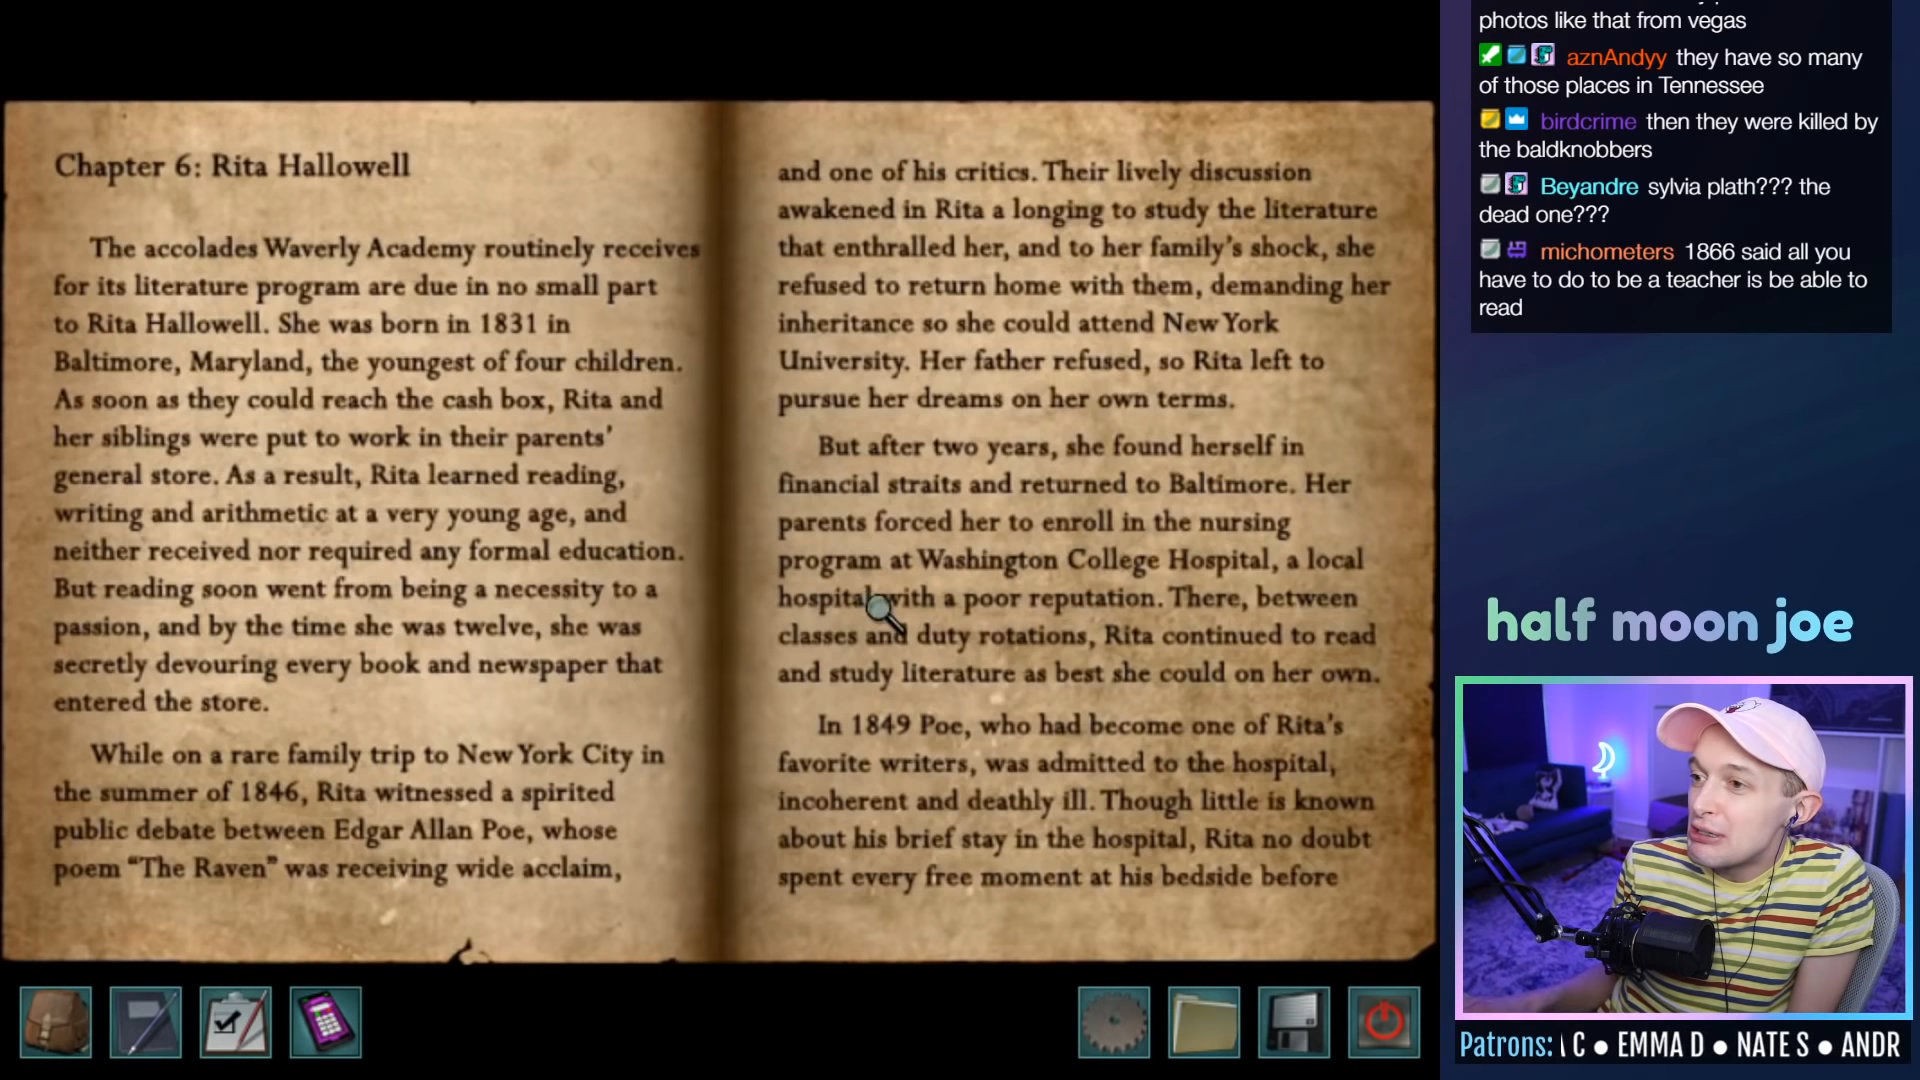 Chapter 6: Rita Hallowell
The accolades Waverly Academy routinely receives
for its literature program are due in no small part
to Rita Hallowell. She was born in 1831 in
Baltimore, Maryland, the youngest of four children.
As soon as they could reach the cash box, Rita and
her siblings were put to work in their parents'
general store. As a result, Rita learned reading,
writing and arithmetic at a very young age, and
neither received nor required any formal education.
But reading soon went from being a necessity to a
passion, and by the time she was twelve, she was
secretly devouring every book and newspaper that
entered the store.
While on a rare family trip to New York City in
the summer of 1846, Rita witnessed a spirited
public debate between Edgar Allan Poe, whose
poem “The Raven” was receiving wide acclaim,
and one of his critics. Their lively discussion
awakened in Rita a longing to study the literature
that enthralled her, and to her family's shock, she
refused to return home with them, demanding her
inheritance so she could attend New York
University. Her father refused, so Rita left to
pursue her dreams on her own terms.
But after two years, she found herself in
financial straits and returned to Baltimore. Her
parents forced her to enroll in the nursing
program at Washington College Hospital, a local
hospital with a poor reputation. There, between
classes and duty rotations, Rita continued to read
and study literature as best she could on her own.
In 1849 Poe, who had become one of Rita's
favorite writers, was admitted to the hospital,
incoherent and deathly ill. Though little is known
about his brief stay in the hospital, Rita no doubt
spent every free moment at his bedside before
photos like that from vegas
aznAndyy they have so many
of those places in Tennessee
birdcrime then they were killed by
the baldknobbers
Beyandre sylvia plath??? the
dead one???
michometers 1866 said all you
have to do to be a teacher is be able to
read
half moon joe
Patrons: C ● EMMA D ● NATE S ● ANDR